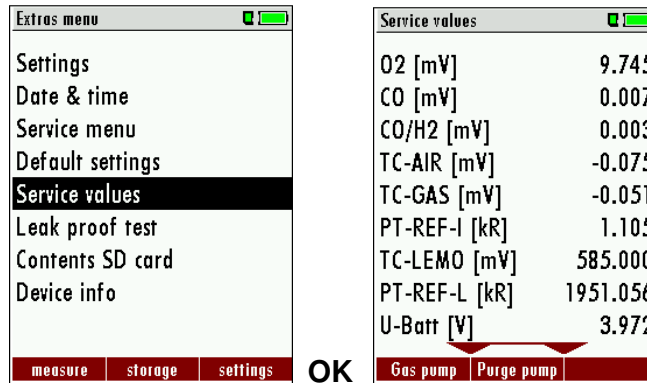 Extras menu
Settings
Date & time
Service menu
Default settings
Service values
Leak proof test
Contents SD card
Device info
measure storage settings
OK
Service values
O2 [mV] 9.745
CO [mV] 0.007
CO/H2 [mV] 0.003
TC-AIR [mV] -0.075
TC-GAS [mV] -0.051
PT-REF-I [kR] 1.105
TC-LEMO [mV] 585.000
PT-REF-L [kR] 1951.056
U-Batt [V] 3.972
Gas pump Purge pump